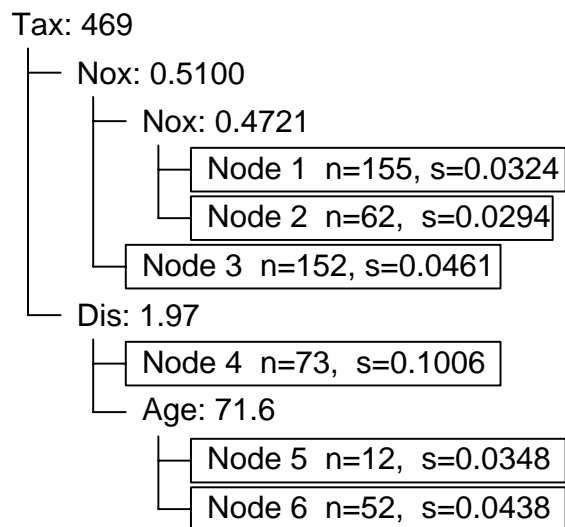 Tax: 469
Nox: 0.5100
Nox: 0.4721
Node 1 n=155, s=0.0324
Node 2 n=62, s=0.0294
Node 3 n=152, s=0.0461
Dis: 1.97
Node 4 n=73, s=0.1006
Age: 71.6
Node 5 n=12, s=0.0348
Node 6 n=52, s=0.0438